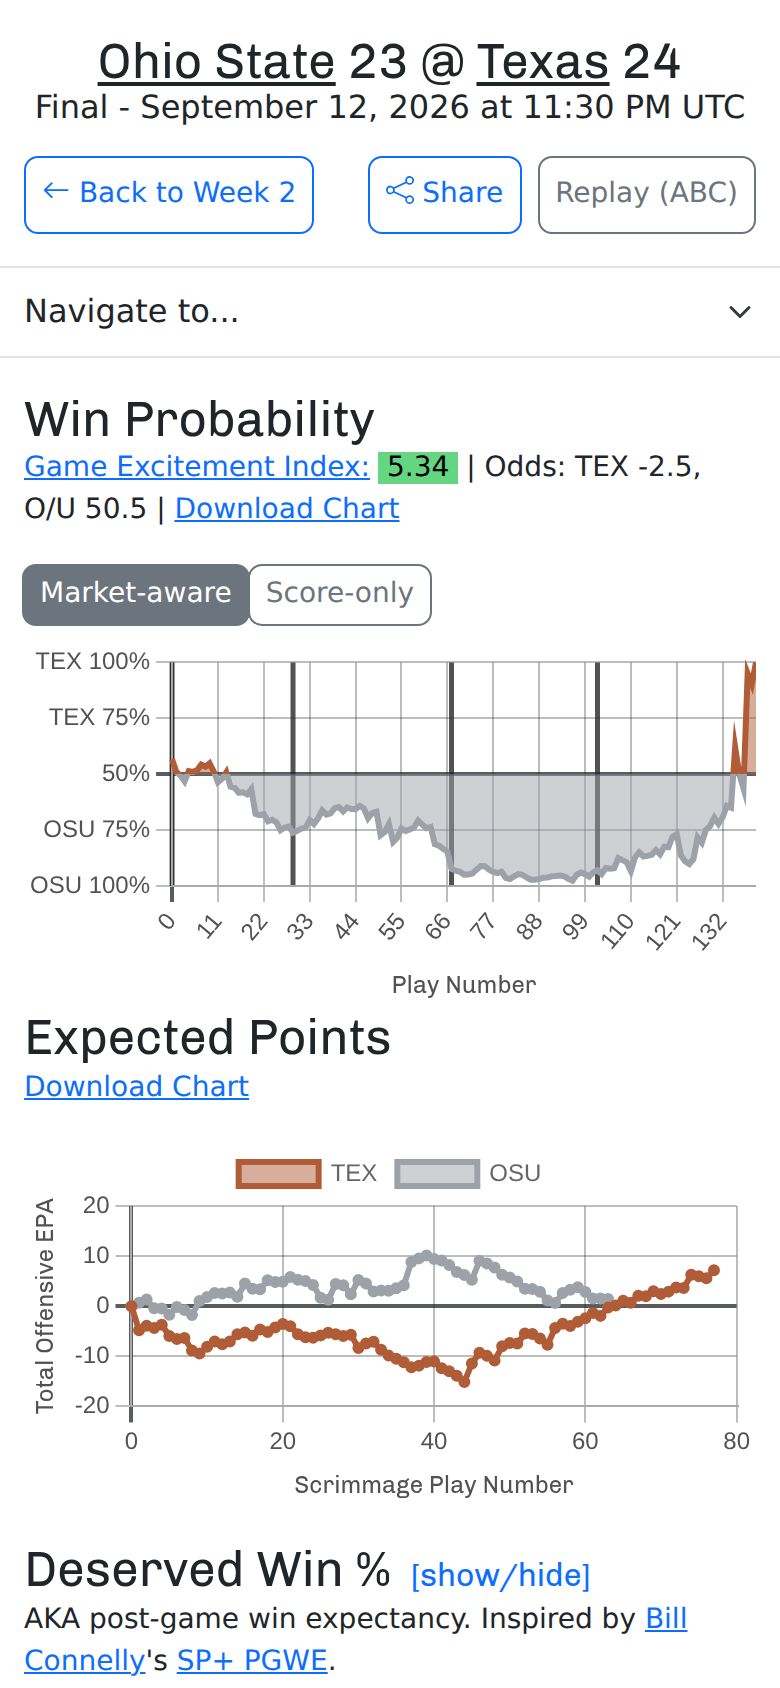 Ohio State 23 @ Texas 24
Final - September 12, 2026 at 11:30 PM UTC
← Back to Week 2
Share
Replay (ABC)
Navigate to...
Win Probability
Game Excitement Index: 5.34 | Odds: TEX -2.5,
O/U 50.5 | Download Chart
Market-aware
Score-only
TEX 100%
TEX 75%
50%
OSU 75%
OSU 100%
0 11 22 33 44 55 66 77 88 99 110 121 132
Play Number
Expected Points
Download Chart
TEX OSU
Total Offensive EPA
20
10
0
-10
-20
0 20 40 60 80
Scrimmage Play Number
Deserved Win % [show/hide]
AKA post-game win expectancy. Inspired by Bill
Connelly's SP+ PGWE.